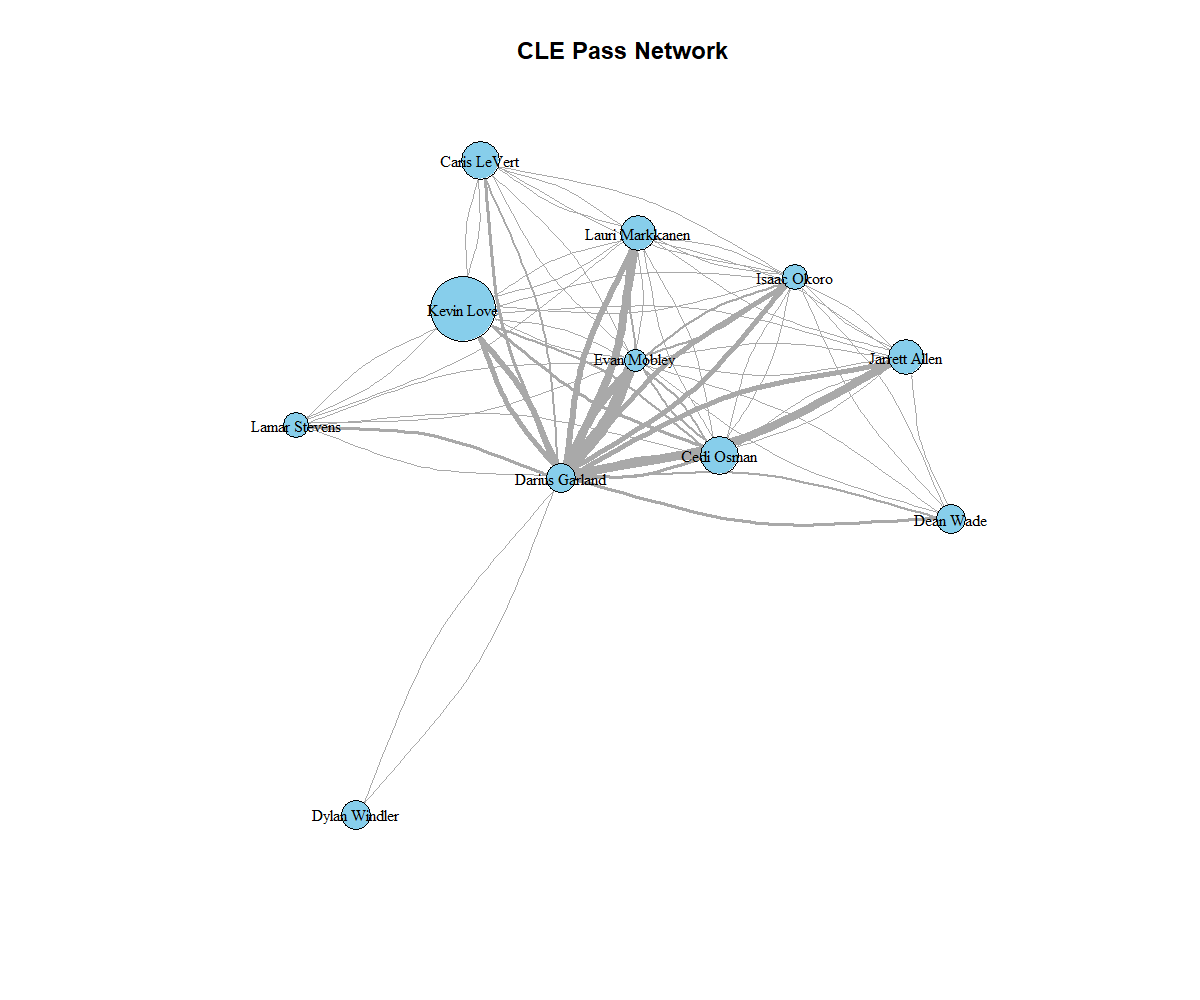 CLE Pass Network
Caris LeVert
Lauri Markkanen
Isaac Okoro
Kevin Love
Evan Mobley
Jarrett Allen
Lamar Stevens
Cedi Osman
Darius Garland
Dean Wade
Dylan Windler